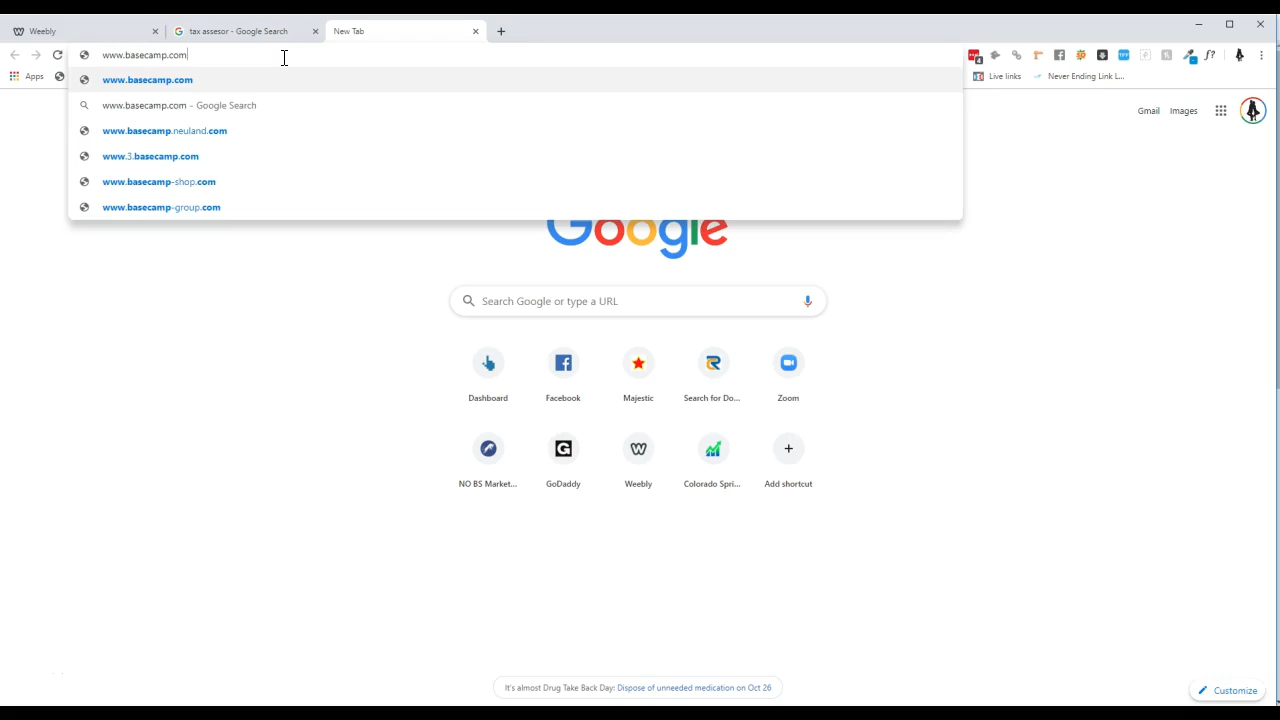 Weebly
tax assesor - Google Search
New Tab
www.basecamp.com
www.basecamp.com
www.basecamp.com - Google Search
www.basecamp.neuland.com
www.3.basecamp.com
www.basecamp-shop.com
www.basecamp-group.com
Apps
Live links
Never Ending Link L...
Gmail
Images
Google
Search Google or type a URL
Dashboard
Facebook
Majestic
Search for Do...
Zoom
NO BS Market...
GoDaddy
Weebly
Colorado Spri...
Add shortcut
It's almost Drug Take Back Day: Dispose of unneeded medication on Oct 26
Customize